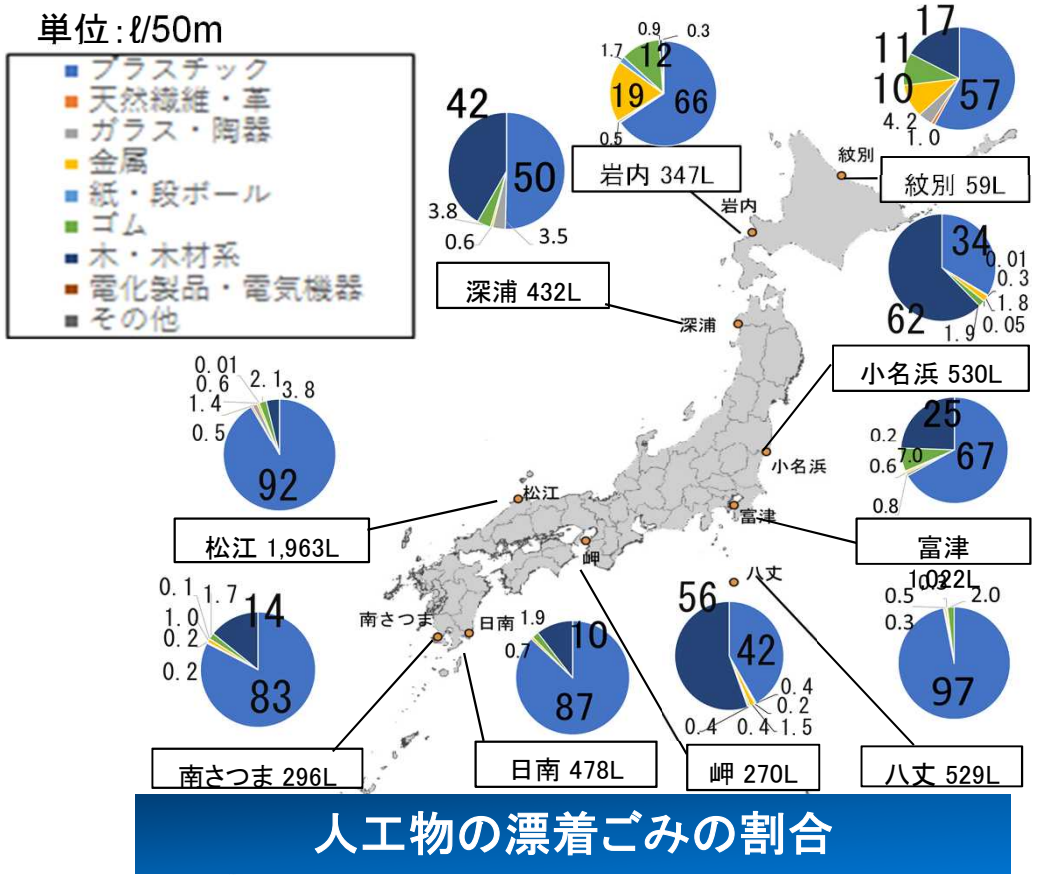 単位:ℓ/50m
プラスチック
天然繊維・革
ガラス・陶器
金属
紙・段ボール
ゴム
木・木材系
電化製品・電気機器
その他
0.9
0.3
1.7
12
19
66
0.5
岩内 347L
17
11
10
57
4.2
1.0
紋別 59L
紋別
岩内
42
50
3.8
0.6
3.5
深浦 432L
深浦
34
0.01
0.3
1.8
0.05
1.9
62
小名浜 530L
小名浜
0.01
0.6
2.1
3.8
1.4
0.5
92
松江 1,963L
松江
25
0.2
7.0
0.6
67
0.8
富津
1,022L
富津
岬
八丈
0.1
1.7
14
1.0
0.2
0.2
83
南さつま 296L
南さつま
日南
1.9
10
0.7
87
日南 478L
56
42
0.4
0.2
1.5
0.4
0.4
岬 270L
0.3
0.5
2.0
0.3
97
八丈 529L
人工物の漂着ごみの割合